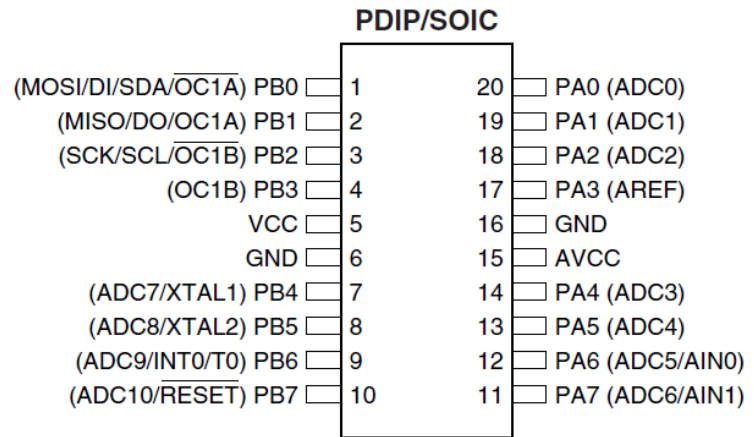 PDIP/SOIC
(MOSI/DI/SDA/OC1A) PB0 1 20 PA0 (ADC0)
(MISO/DO/OC1A) PB1 2 19 PA1 (ADC1)
(SCK/SCL/OC1B) PB2 3 18 PA2 (ADC2)
(OC1B) PB3 4 17 PA3 (AREF)
VCC 5 16 GND
GND 6 15 AVCC
(ADC7/XTAL1) PB4 7 14 PA4 (ADC3)
(ADC8/XTAL2) PB5 8 13 PA5 (ADC4)
(ADC9/INT0/T0) PB6 9 12 PA6 (ADC5/AIN0)
(ADC10/RESET) PB7 10 11 PA7 (ADC6/AIN1)